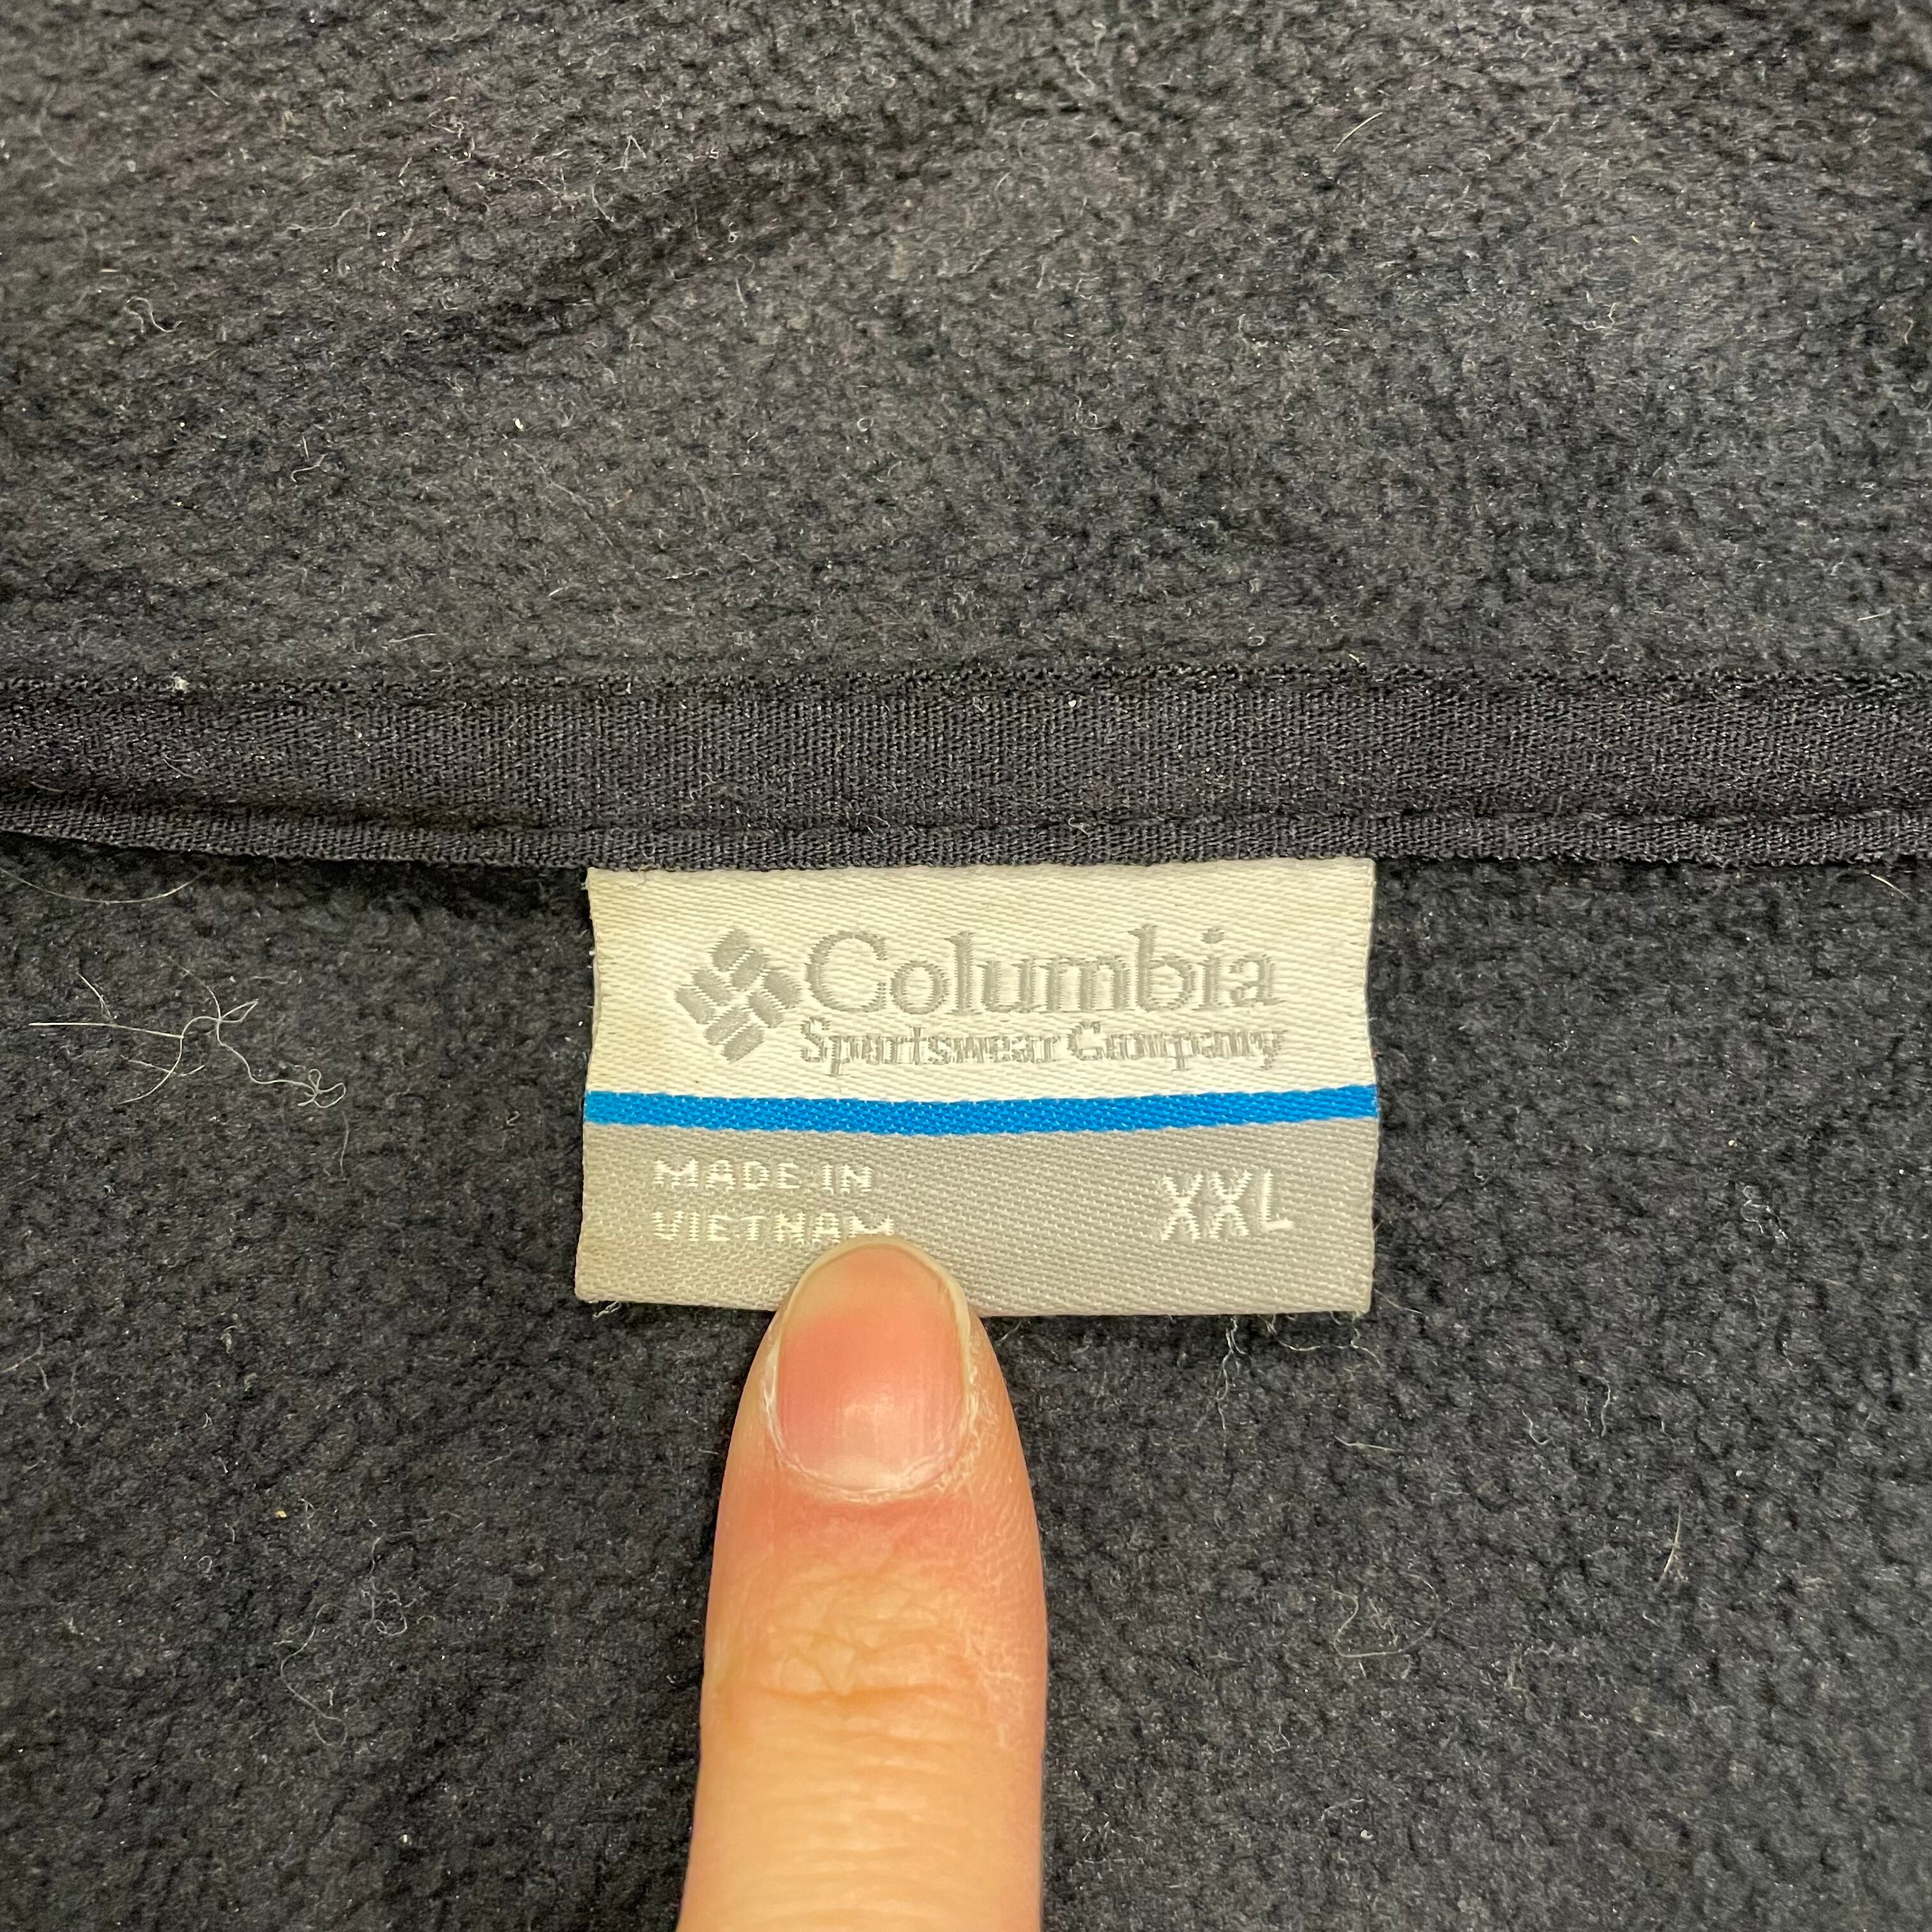 Columbia
Sportswear Company
MADE IN
VIETNAM
XXL